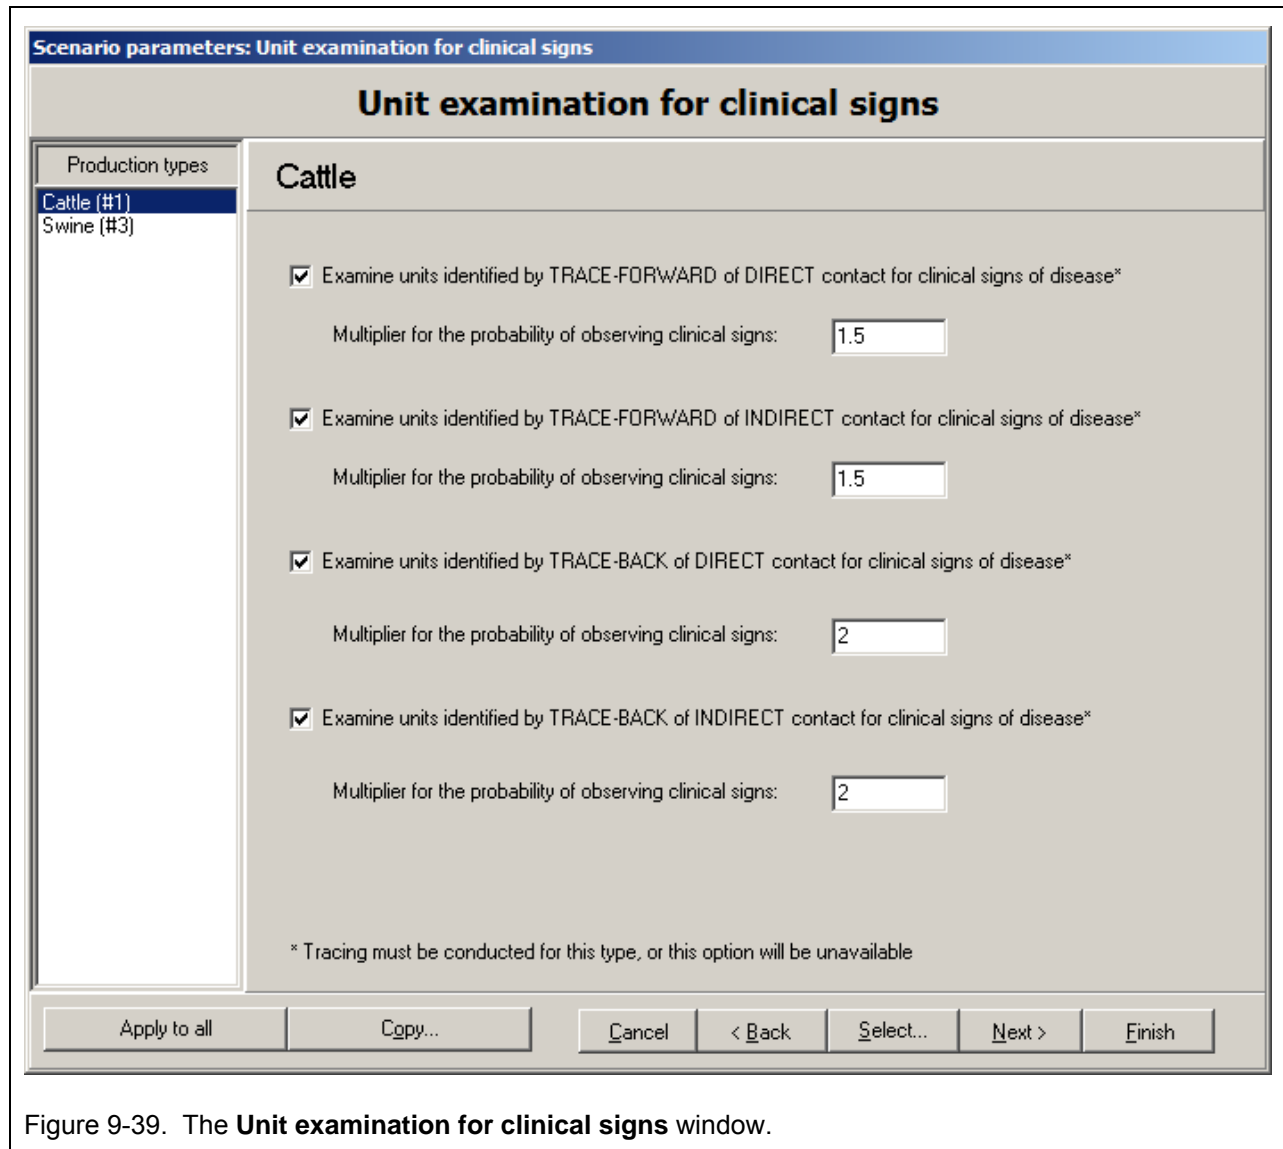 Scenario parameters: Unit examination for clinical signs
Unit examination for clinical signs
Production types
Cattle (#1)
Swine (#3)
Cattle
Examine units identified by TRACE-FORWARD of DIRECT contact for clinical signs of disease*
Multiplier for the probability of observing clinical signs: 1.5
Examine units identified by TRACE-FORWARD of INDIRECT contact for clinical signs of disease*
Multiplier for the probability of observing clinical signs: 1.5
Examine units identified by TRACE-BACK of DIRECT contact for clinical signs of disease*
Multiplier for the probability of observing clinical signs: 2
Examine units identified by TRACE-BACK of INDIRECT contact for clinical signs of disease*
Multiplier for the probability of observing clinical signs: 2
* Tracing must be conducted for this type, or this option will be unavailable
Apply to all Copy... Cancel < Back Select... Next > Finish
Figure 9-39. The Unit examination for clinical signs window.